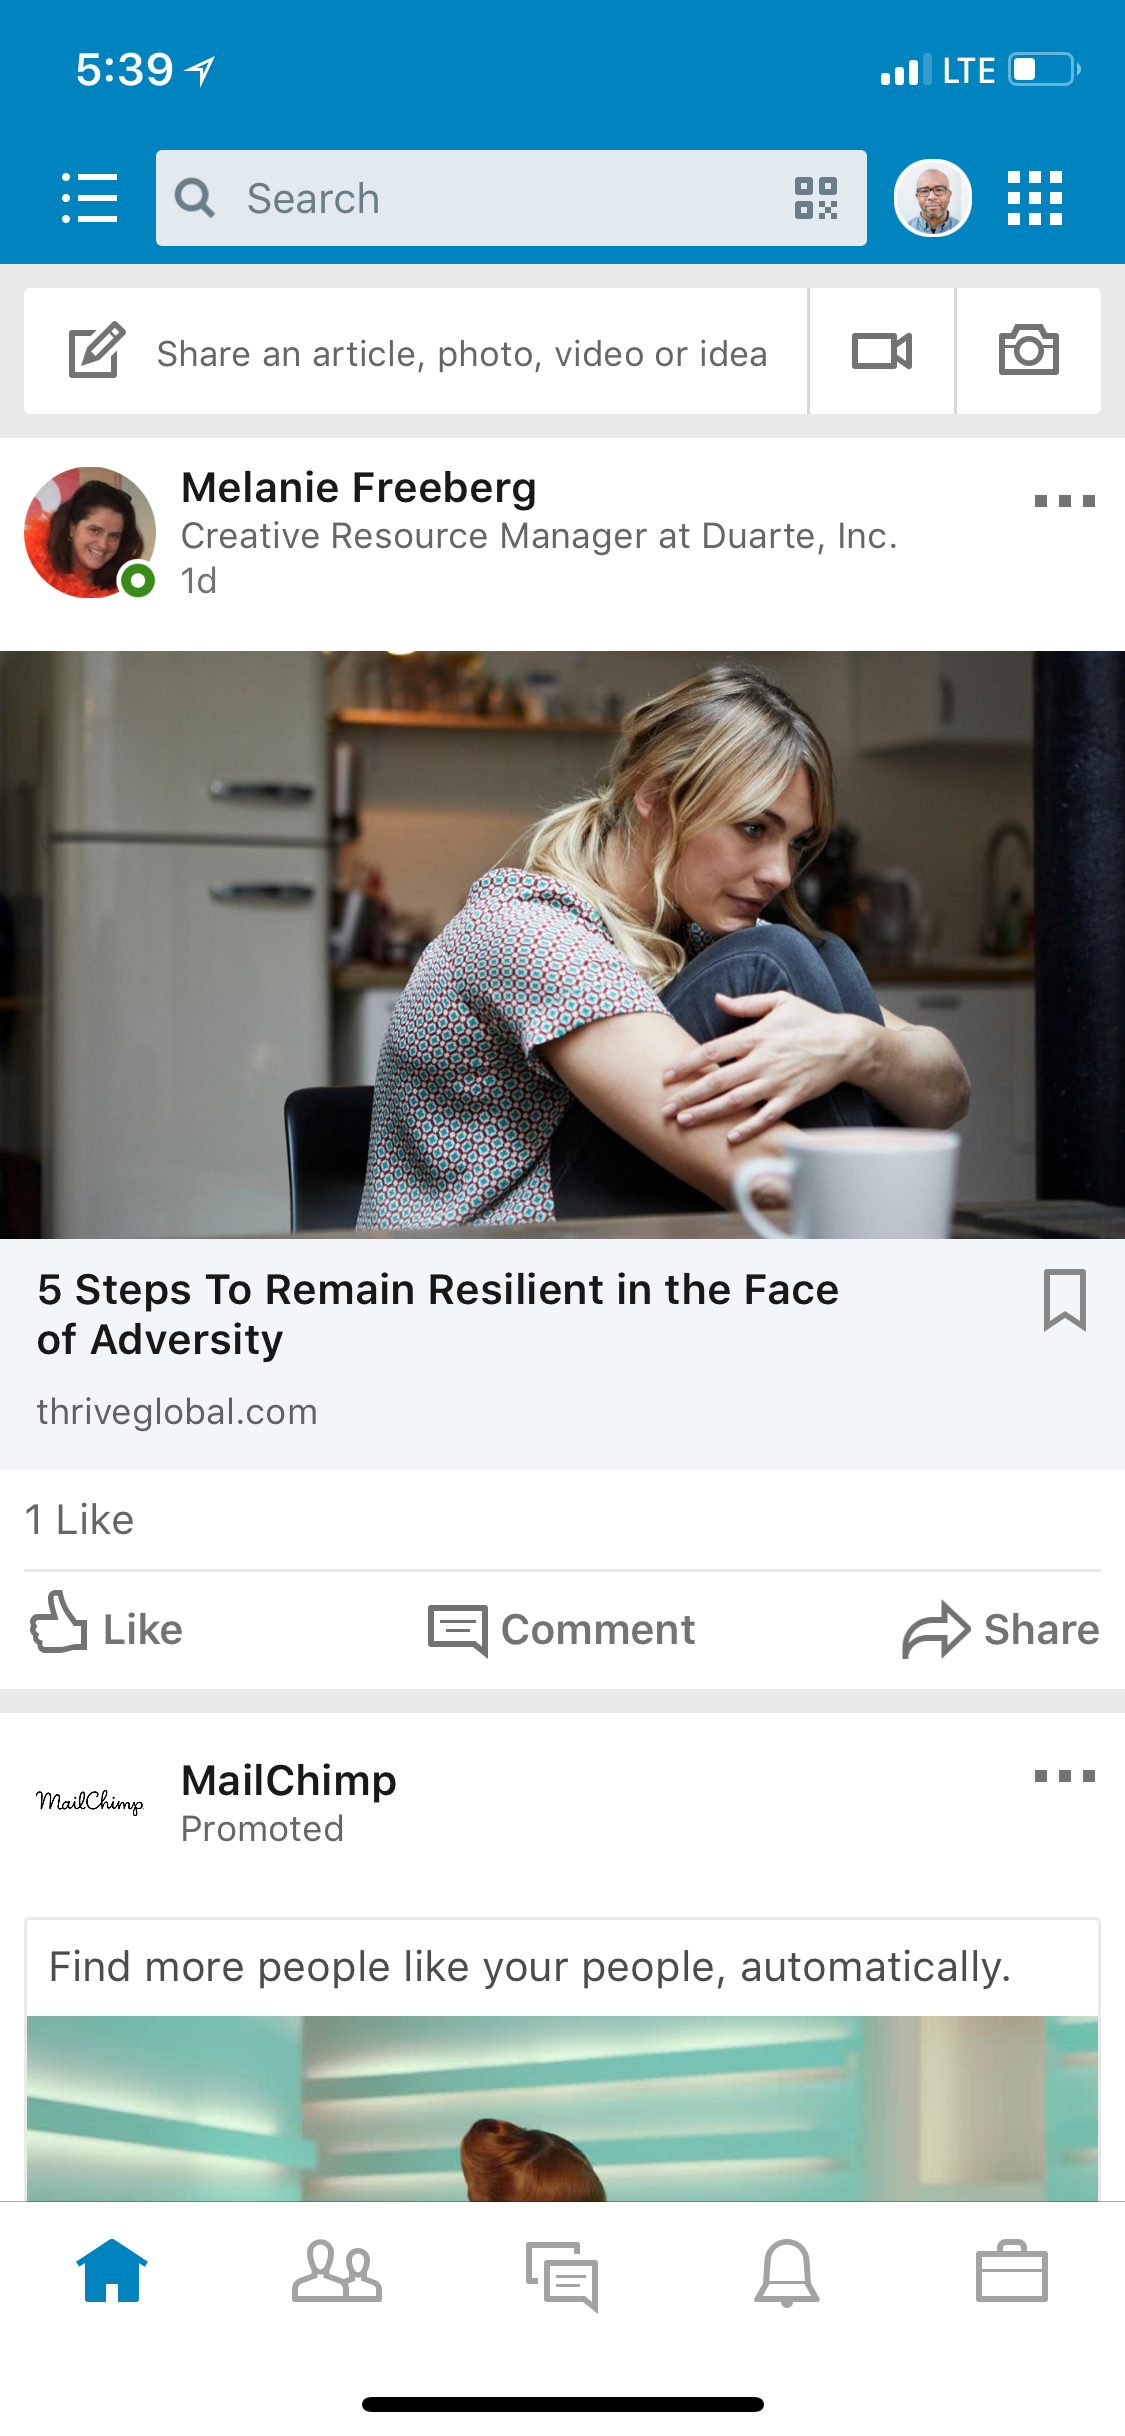 5:39
LTE
Search
Share an article, photo, video or idea
Melanie Freeberg
Creative Resource Manager at Duarte, Inc.
1d
5 Steps To Remain Resilient in the Face
of Adversity
thriveglobal.com
1 Like
Like
Comment
Share
MailChimp
MailChimp
Promoted
Find more people like your people, automatically.